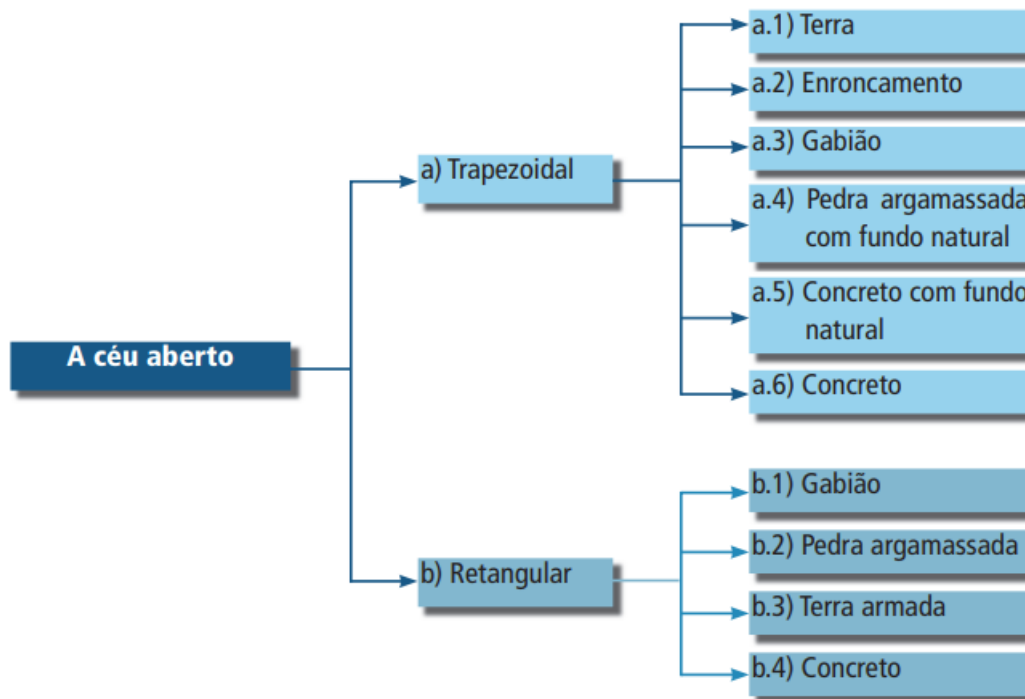 A céu aberto
a) Trapezoidal
a.1) Terra
a.2) Enroncamento
a.3) Gabião
a.4) Pedra argamassada
com fundo natural
a.5) Concreto com fundo
natural
a.6) Concreto
b) Retangular
b.1) Gabião
b.2) Pedra argamassada
b.3) Terra armada
b.4) Concreto